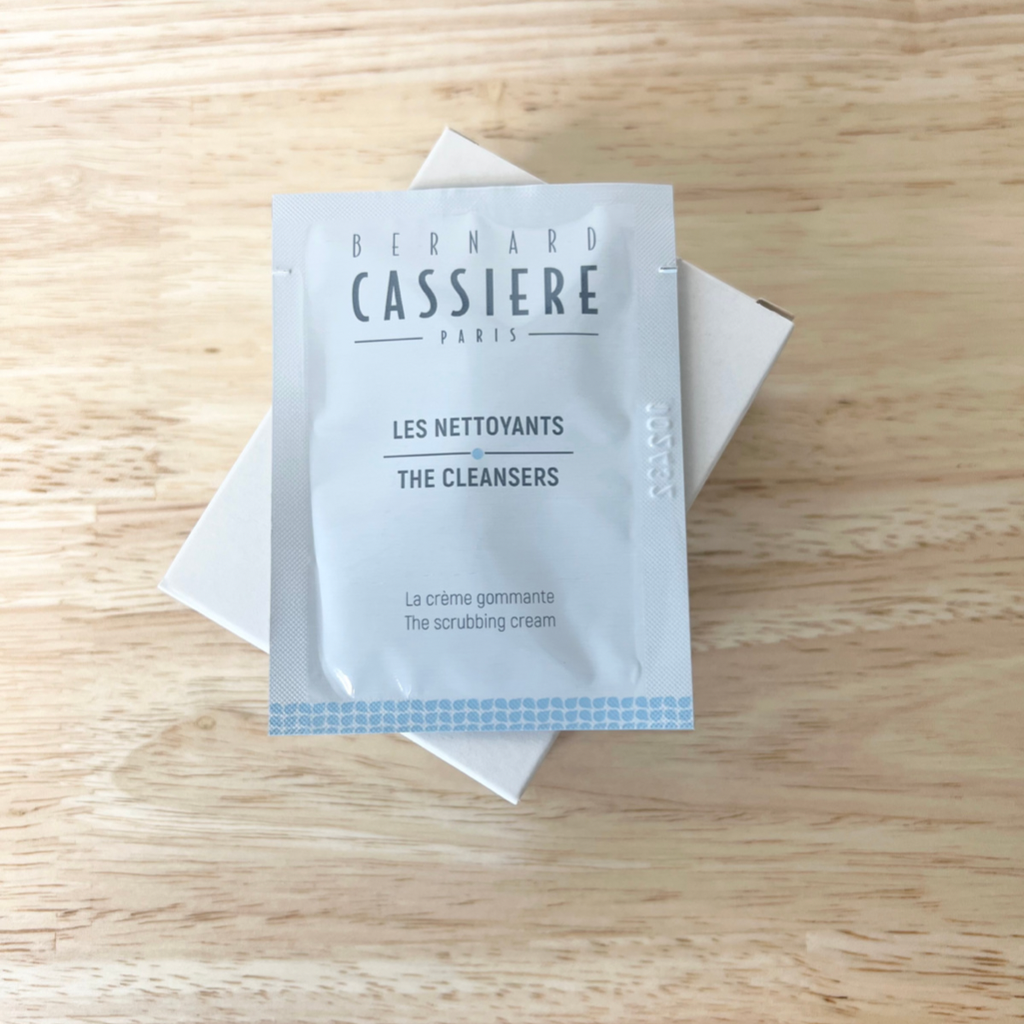 BERNARD
CASSIERE
PARIS
LES NETTOYANTS
THE CLEANSERS
La crème gommante
The scrubbing cream